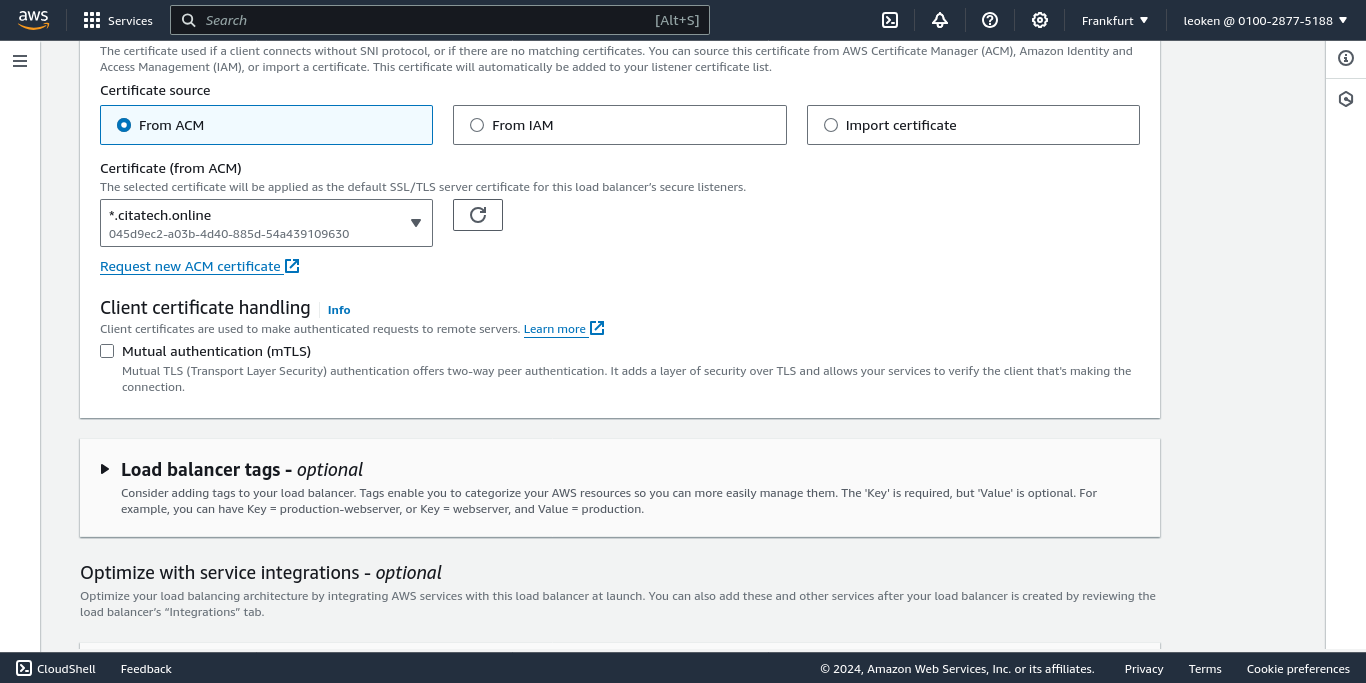 aws
Services
Search
[Alt+S]
Frankfurt
leoken @ 0100-2877-5188
The certificate used if a client connects without SNI protocol, or if there are no matching certificates. You can source this certificate from AWS Certificate Manager (ACM), Amazon Identity and
Access Management (IAM), or import a certificate. This certificate will automatically be added to your listener certificate list.
Certificate source
From ACM
From IAM
Import certificate
Certificate (from ACM)
The selected certificate will be applied as the default SSL/TLS server certificate for this load balancer’s secure listeners.
*.citatech.online
045d9ec2-a03b-4d40-885d-54a439109630
Request new ACM certificate
Client certificate handling
Info
Client certificates are used to make authenticated requests to remote servers. Learn more
Mutual authentication (mTLS)
Mutual TLS (Transport Layer Security) authentication offers two-way peer authentication. It adds a layer of security over TLS and allows your services to verify the client that's making the
connection.
Load balancer tags - optional
Consider adding tags to your load balancer. Tags enable you to categorize your AWS resources so you can more easily manage them. The 'Key' is required, but 'Value' is optional. For
example, you can have Key = production-webserver, or Key = webserver, and Value = production.
Optimize with service integrations - optional
Optimize your load balancing architecture by integrating AWS services with this load balancer at launch. You can also add these and other services after your load balancer is created by reviewing the
load balancer’s “Integrations” tab.
CloudShell
Feedback
© 2024, Amazon Web Services, Inc. or its affiliates.
Privacy
Terms
Cookie preferences